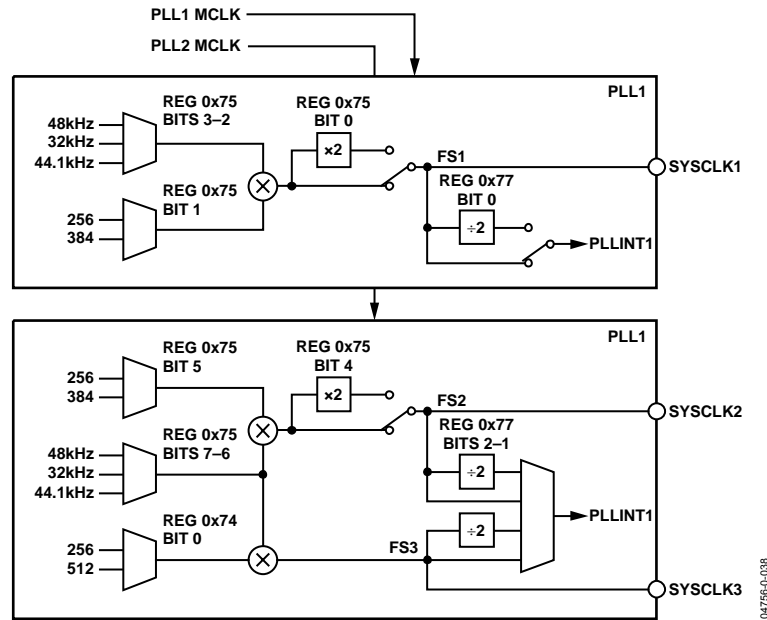 PLL1 MCLK
PLL2 MCLK
PLL1
REG 0x75
BITS 3–2
48kHz
32kHz
44.1kHz
REG 0x75
BIT 0
×2
FS1
SYSCLK1
REG 0x75
BIT 1
256
384
REG 0x77
BIT 0
÷2
PLLINT1
PLL1
REG 0x75
BIT 5
256
384
REG 0x75
BIT 4
×2
FS2
SYSCLK2
REG 0x75
BITS 7–6
48kHz
32kHz
44.1kHz
REG 0x77
BITS 2–1
÷2
÷2
PLLINT1
REG 0x74
BIT 0
256
512
FS3
SYSCLK3
04756-0-038